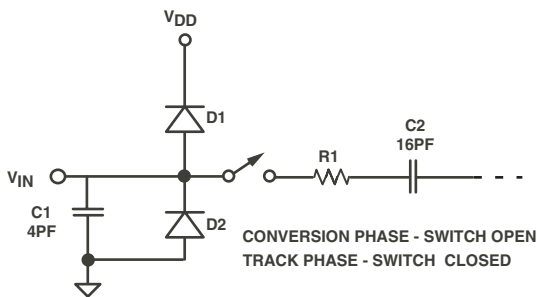 VDD
D1
C2
16PF
R1
VIN
C1
4PF
D2
CONVERSION PHASE - SWITCH OPEN
TRACK PHASE - SWITCH CLOSED